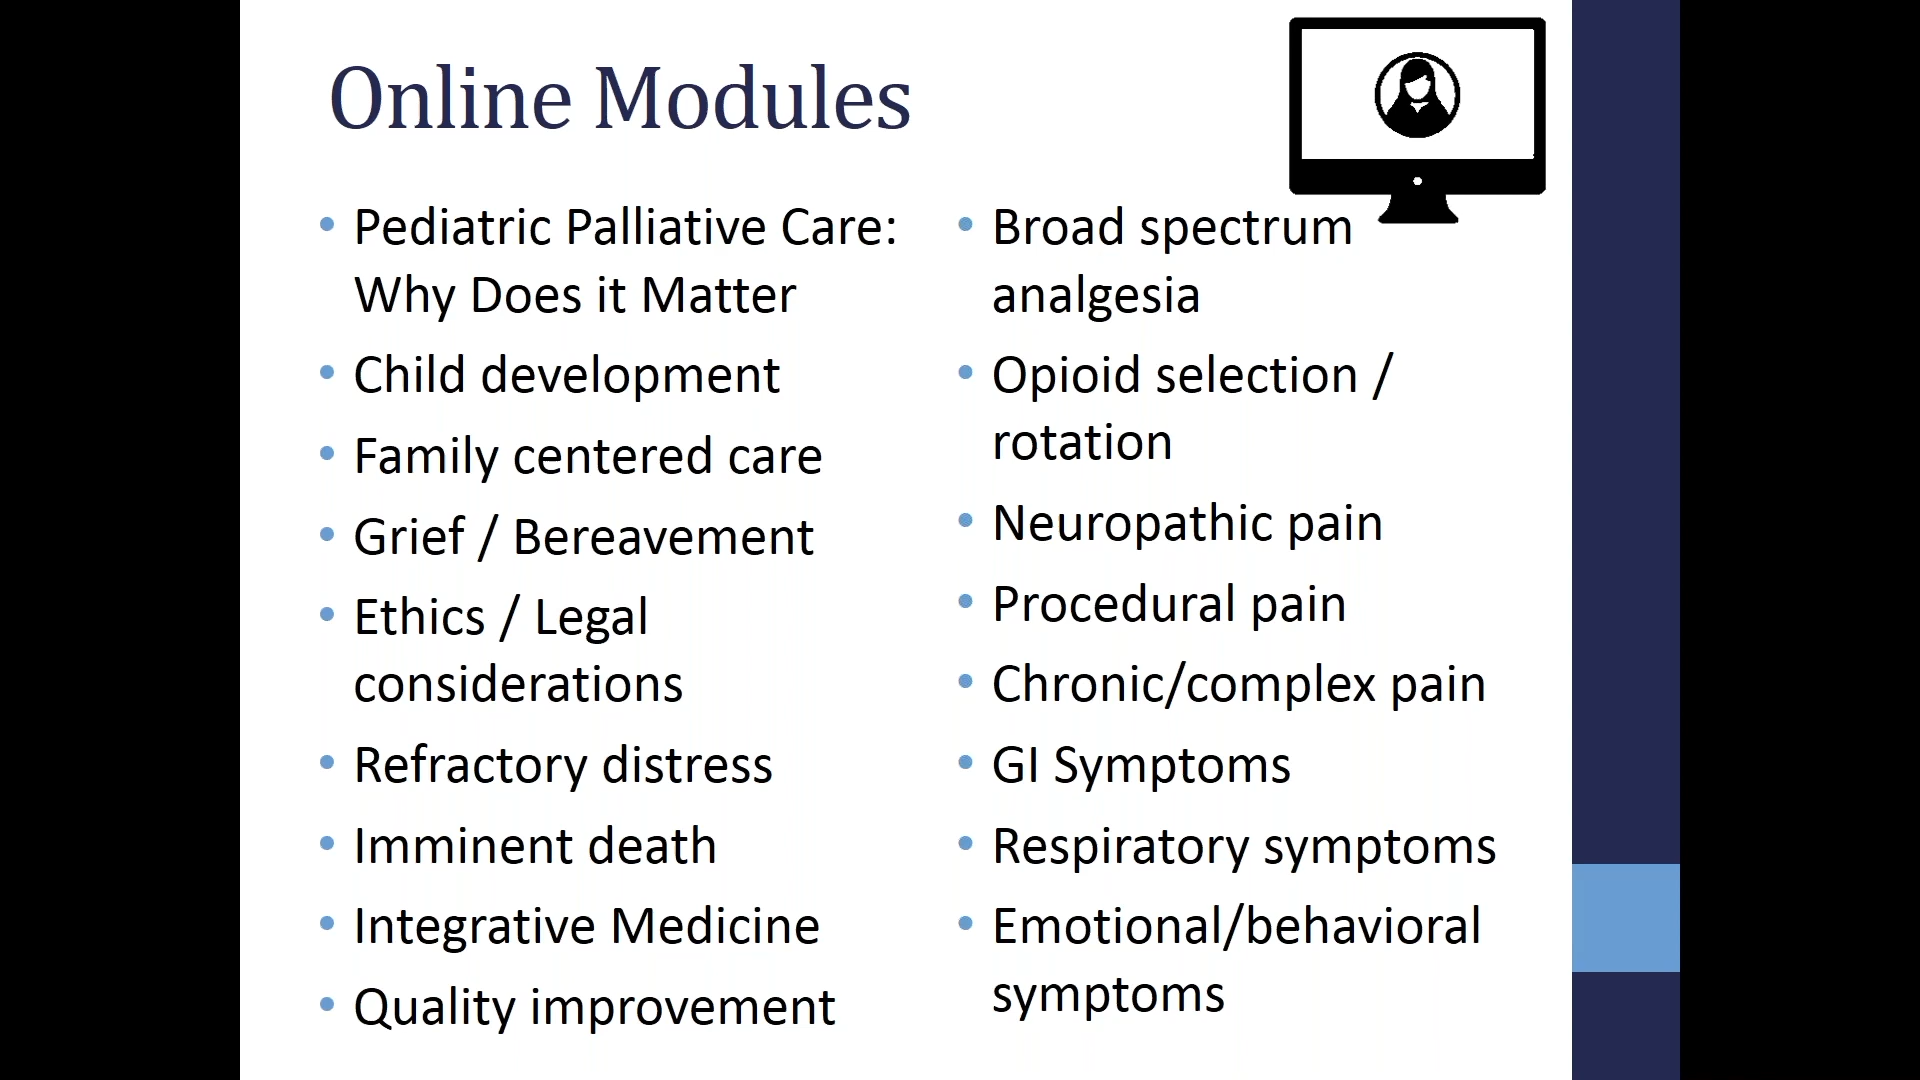 Online Modules
• Pediatric Palliative Care:
Why Does it Matter
• Child development
• Family centered care
• Grief / Bereavement
• Ethics / Legal
considerations
• Refractory distress
• Imminent death
• Integrative Medicine
• Quality improvement
• Broad spectrum
analgesia
• Opioid selection /
rotation
• Neuropathic pain
• Procedural pain
• Chronic/complex pain
• GI Symptoms
• Respiratory symptoms
• Emotional/behavioral
symptoms